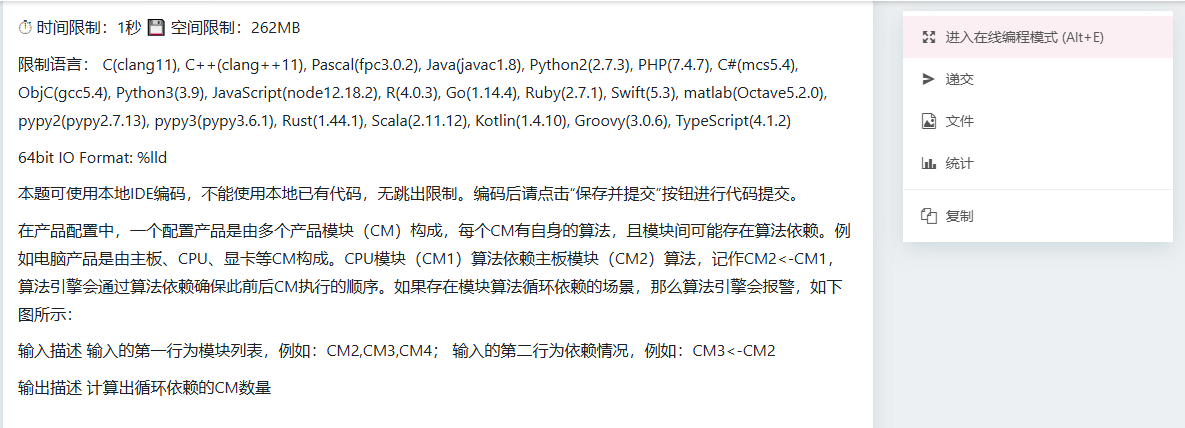 ⏱ 时间限制：1秒 💾 空间限制：262MB
限制语言： C(clang11), C++(clang++11), Pascal(fpc3.0.2), Java(javac1.8), Python2(2.7.3), PHP(7.4.7), C#(mcs5.4),
ObjC(gcc5.4), Python3(3.9), JavaScript(node12.18.2), R(4.0.3), Go(1.14.4), Ruby(2.7.1), Swift(5.3), matlab(Octave5.2.0),
pypy2(pypy2.7.13), pypy3(pypy3.6.1), Rust(1.44.1), Scala(2.11.12), Kotlin(1.4.10), Groovy(3.0.6), TypeScript(4.1.2)
64bit IO Format: %lld
本题可使用本地IDE编码，不能使用本地已有代码，无跳出限制。编码后请点击“保存并提交”按钮进行代码提交。
在产品配置中，一个配置产品是由多个产品模块（CM）构成，每个CM有自身的算法，且模块间可能存在算法依赖。例
如电脑产品是由主板、CPU、显卡等CM构成。CPU模块（CM1）算法依赖主板模块（CM2）算法，记作CM2<-CM1，
算法引擎会通过算法依赖确保此前后CM执行的顺序。如果存在模块算法循环依赖的场景，那么算法引擎会报警，如下
图所示：
输入描述 输入的第一行为模块列表，例如：CM2,CM3,CM4； 输入的第二行为依赖情况，例如：CM3<-CM2
输出描述 计算出循环依赖的CM数量
进入在线编程模式 (Alt+E)
递交
文件
统计
复制